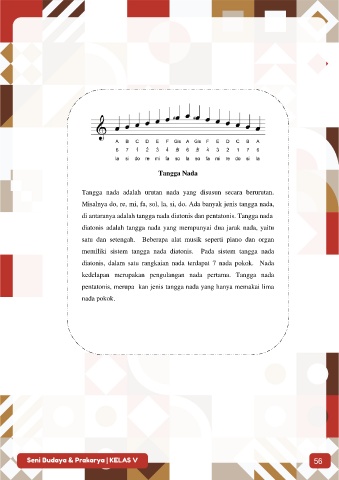 A B C D E F Gis A Gis F E D C B A
6 7 1 2 3 4 6 4 3 2 1 7 6
la si do re mi fa la fa mi re do si la
Tangga Nada
Tangga nada adalah urutan nada yang disusun secara berurutan.
Misalnya do, re, mi, fa, sol, la, si, do. Ada banyak jenis tangga nada,
di antaranya adalah tangga nada diatonis dan pentatonis. Tangga nada
diatonis adalah tangga nada yang mempunyai dua jarak nada, yaitu
satu dan setengah. Beberapa alat musik seperti piano dan organ
memiliki sistem tangga nada diatonis. Pada sistem tangga nada
diatonis, dalam satu rangkaian nada terdapat 7 nada pokok. Nada
kedelapan merupakan pengulangan nada pertama. Tangga nada
pentatonis, merupa kan jenis tangga nada yang hanya memakai lima
nada pokok.
Seni Budaya & Prakarya | KELAS V
56